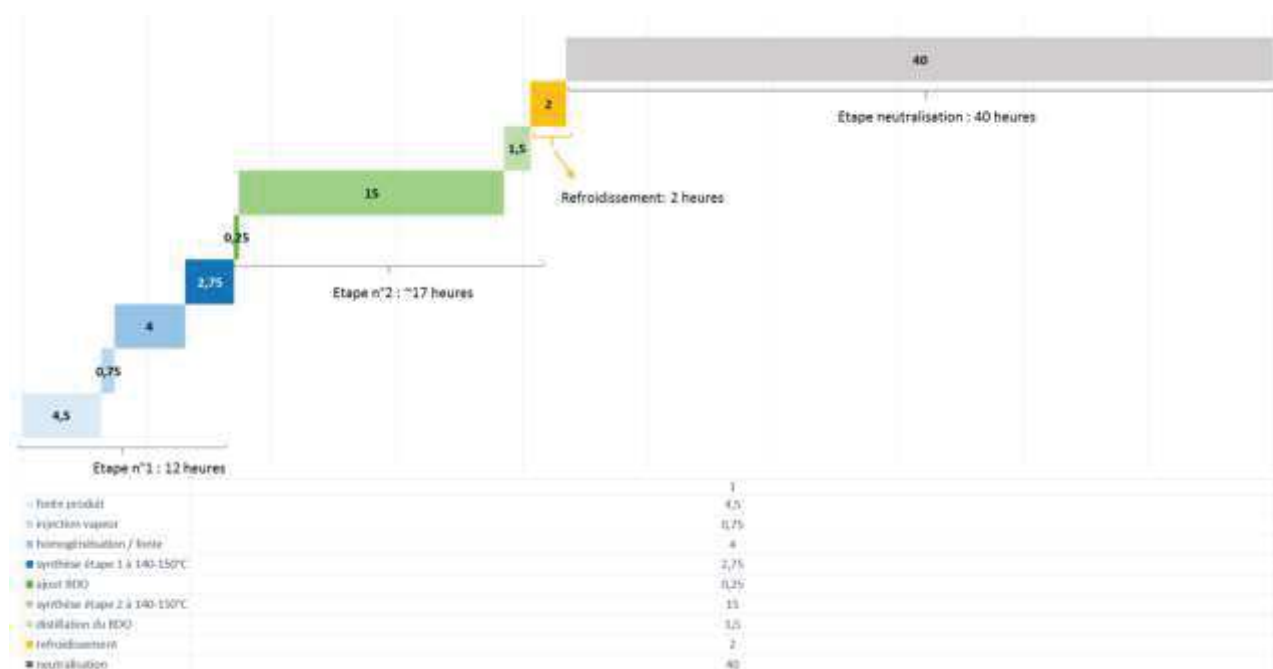 40
Etape neutralisation : 40 heures
2
1,5
Refroidissement: 2 heures
15
0,25
2,75
Etape n°2 : ~17 heures
4
0,75
4,5
Etape n°1 : 12 heures
1
fonte produit 4,5
injection vapeur 0,75
homogénéisation / fonte 4
synthèse étape 1 à 140-150°C 2,75
ajout BDO 0,25
synthèse étape 2 à 140-150°C 15
distillation du BDO 1,5
refroidissement 2
neutralisation 40